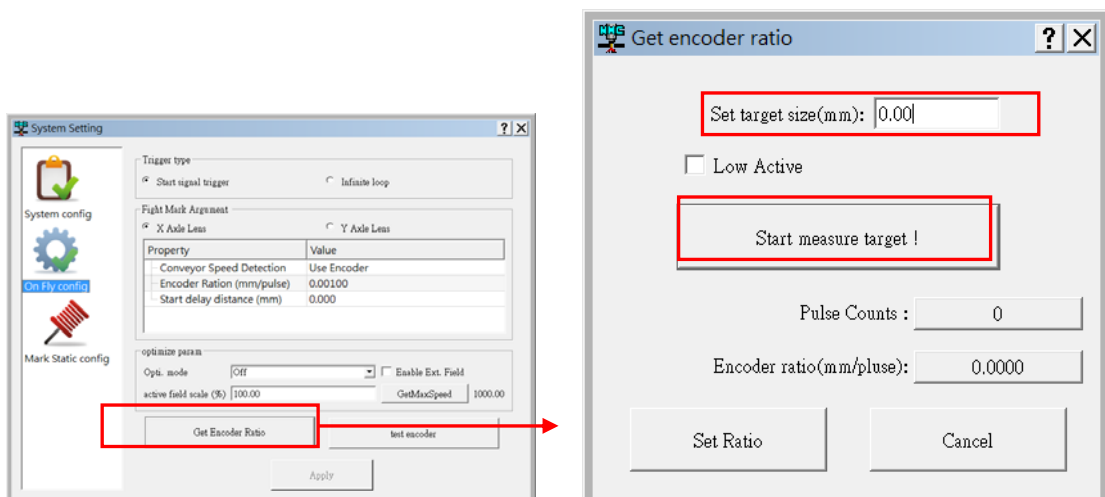 System Setting
System config
On Fly config
Mark Static config
Trigger type
Start signal trigger
Infinite loop
Fight Mark Argument
X Axle Lens
Y Axle Lens
Property Value
Conveyor Speed Detection Use Encoder
Encoder Ration (mm/pulse) 0.00100
Start delay distance (mm) 0.000
optimize param
Opti. mode Off Enable Ext. Field
active field scale (%) 100.00 GetMaxSpeed 1000.00
Get Encoder Ratio test encoder
Apply
Get encoder ratio
Set target size(mm): 0.00
Low Active
Start measure target !
Pulse Counts : 0
Encoder ratio(mm/pluse): 0.0000
Set Ratio Cancel